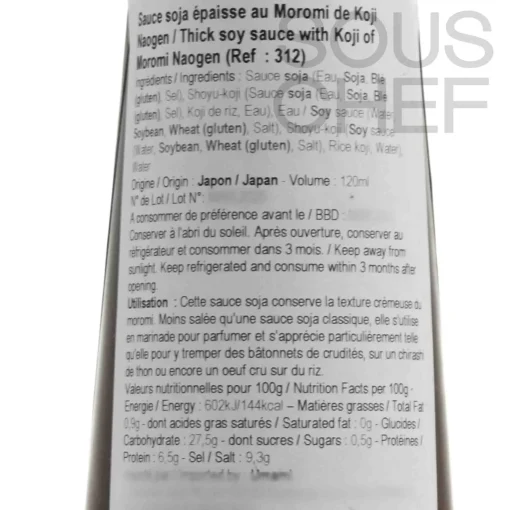 Sauce soja épaisse au Moromi de Koji
Naogen / Thick soy sauce with Koji of
Moromi Naogen (Ref : 312)
Ingrédients / Ingredients : Sauce soja (Eau, Soja, Blé
(gluten), Sel), Shoyu-koji (Sauce soja (Eau, Soja, Blé
(gluten), Sel), Koji de riz, Eau), Eau / Soy sauce (Water,
Soybean, Wheat (gluten), Salt), Shoyu-koji (Soy sauce
(Water, Soybean, Wheat (gluten), Salt), Rice koji, Water),
Water
Origine / Origin : Japon / Japan - Volume : 120ml
N° de Lot / Lot N°:
A consommer de préférence avant le / BBD :
Conserver à l'abri du soleil. Après ouverture, conserver au
réfrigérateur et consommer dans 3 mois. / Keep away from
sunlight. Keep refrigerated and consume within 3 months after
opening.
Utilisation : Cette sauce soja conserve la texture crémeuse du
moromi. Moins salée qu'une sauce soja classique, elle s'utilise
en marinade pour parfumer et s'apprécie particulièrement telle
qu'elle pour y tremper des bâtonnets de crudités, sur un chirashi
de thon ou encore un oeuf cru sur du riz.
Valeurs nutritionnelles pour 100g / Nutrition Facts per 100g -
Energie / Energy : 602kJ/144kcal – Matières grasses / Total Fat
0,9g - dont acides gras saturés / Saturated fat : 0g - Glucides /
Carbohydrate : 27,5g - dont sucres / Sugars : 0,5g - Protéines /
Protein : 6,5g - Sel / Salt : 9,3g
SOUS
CHEF